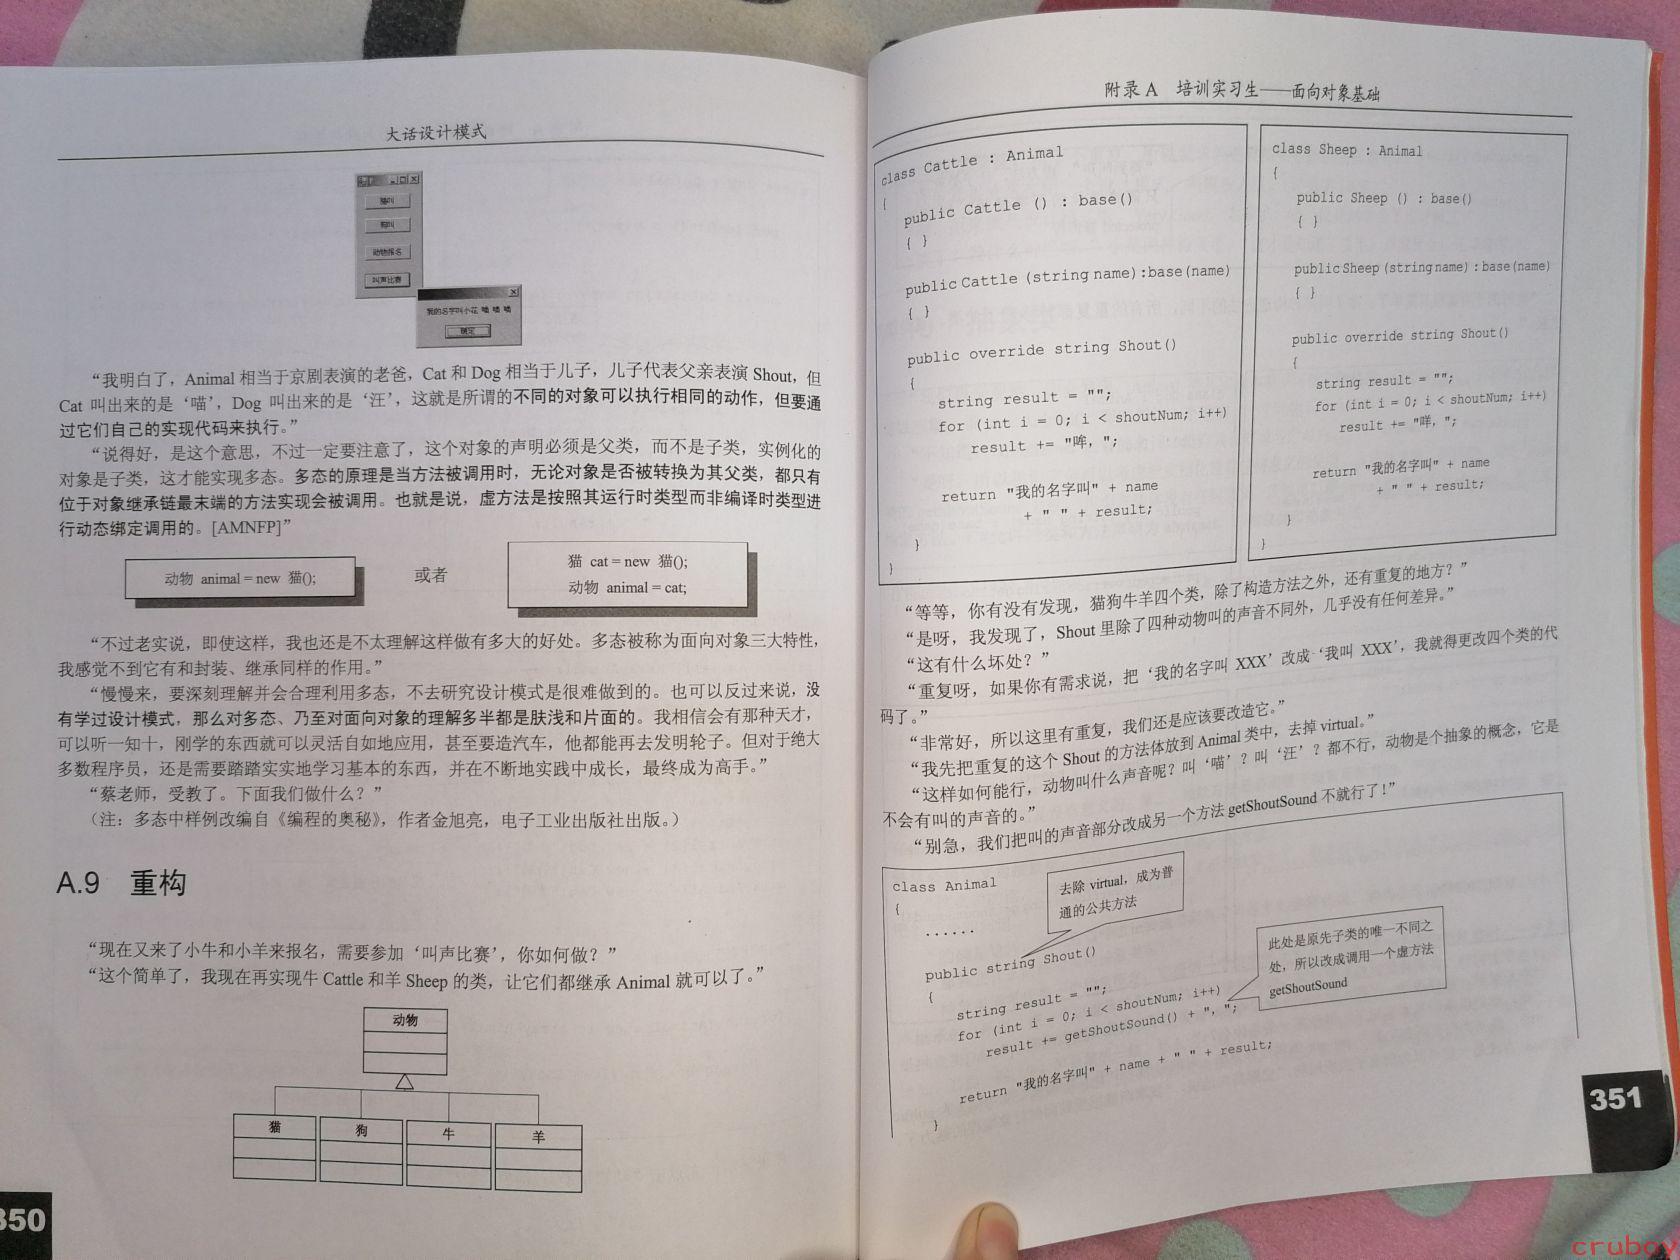 大话设计模式
猫叫
狗叫
动物报名
叫声比赛
我的名字叫小花 喵 喵 喵
确定
“我明白了，Animal 相当于京剧表演的老爸，Cat 和 Dog 相当于儿子，儿子代表父亲表演 Shout，但
Cat 叫出来的是‘喵’，Dog 叫出来的是‘汪’，这就是所谓的不同的对象可以执行相同的动作，但要通
过它们自己的实现代码来执行。”
“说得好，是这个意思，不过一定要注意了，这个对象的声明必须是父类，而不是子类，实例化的
对象是子类，这才能实现多态。多态的原理是当方法被调用时，无论对象是否被转换为其父类，都只有
位于对象继承链最末端的方法实现会被调用。也就是说，虚方法是按照其运行时类型而非编译时类型进
行动态绑定调用的。[AMNFP]”
动物 animal = new 猫();
或者
猫 cat = new 猫();
动物 animal = cat;
“不过老实说，即使这样，我也还是不太理解这样做有多大的好处。多态被称为面向对象三大特性，
我感觉不到它有和封装、继承同样的作用。”
“慢慢来，要深刻理解并会合理利用多态，不去研究设计模式是很难做到的。也可以反过来说，没
有学过设计模式，那么对多态、乃至对面向对象的理解多半都是肤浅和片面的。我相信会有那种天才，
可以听一知十，刚学的东西就可以灵活自如地应用，甚至要造汽车，他都能再去发明轮子。但对于绝大
多数程序员，还是需要踏踏实实地学习基本的东西，并在不断地实践中成长，最终成为高手。”
“蔡老师，受教了。下面我们做什么？”
（注：多态中样例改编自《编程的奥秘》，作者金旭亮，电子工业出版社出版。）
A.9 重构
“现在又来了小牛和小羊来报名，需要参加‘叫声比赛’，你如何做？”
“这个简单了，我现在再实现牛 Cattle 和羊 Sheep 的类，让它们都继承 Animal 就可以了。”
动物
猫
狗
牛
羊
350
附录 A 培训实习生——面向对象基础
class Cattle : Animal
{
public Cattle () : base()
{ }
public Cattle (string name):base(name)
{ }
public override string Shout()
{
string result = "";
for (int i = 0; i < shoutNum; i++)
result += "哞, ";
return "我的名字叫" + name
+ " " + result;
}
}
class Sheep : Animal
{
public Sheep () : base()
{ }
public Sheep (string name) : base(name)
{ }
public override string Shout()
{
string result = "";
for (int i = 0; i < shoutNum; i++)
result += "咩, ";
return "我的名字叫" + name
+ " " + result;
}
}
“等等，你有没有发现，猫狗牛羊四个类，除了构造方法之外，还有重复的地方？”
“是呀，我发现了，Shout 里除了四种动物叫的声音不同外，几乎没有任何差异。”
“这有什么坏处？”
“重复呀，如果你有需求说，把‘我的名字叫 XXX’改成‘我叫 XXX’，我就得更改四个类的代
码了。”
“非常好，所以这里有重复，我们还是应该要改造它。”
“我先把重复的这个 Shout 的方法体放到 Animal 类中，去掉 virtual。”
“这样如何能行，动物叫什么声音呢？叫‘喵’？叫‘汪’？都不行，动物是个抽象的概念，它是
不会有叫的声音的。”
“别急，我们把叫的声音部分改成另一个方法 getShoutSound 不就行了！”
class Animal
{
......
去除 virtual，成为普
通的公共方法
public string Shout()
{
string result = "";
for (int i = 0; i < shoutNum; i++)
result += getShoutSound() + ", ";
此处是原先子类的唯一不同之
处，所以改成调用一个虚方法
getShoutSound
return "我的名字叫" + name + " " + result;
}
351
cruboy